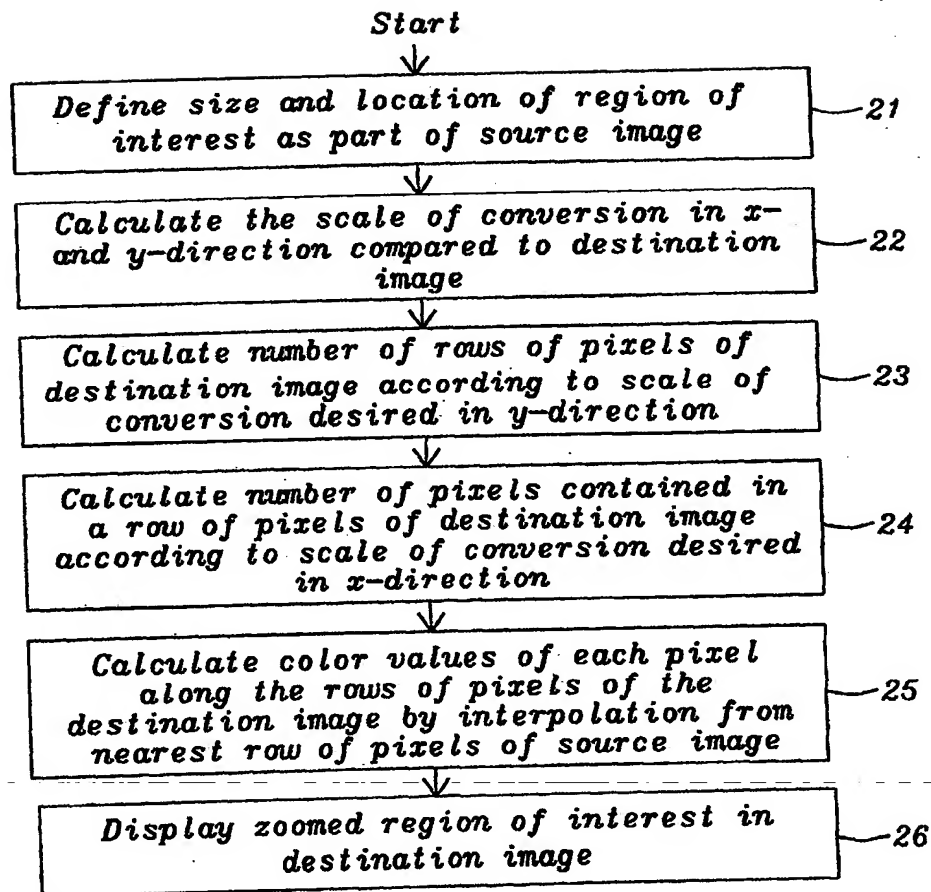 Start
Define size and location of region of
interest as part of source image
21
Calculate the scale of conversion in x-
and y-direction compared to destination
image
22
Calculate number of rows of pixels of
destination image according to scale of
conversion desired in y-direction
23
Calculate number of pixels contained in
a row of pixels of destination image
according to scale of conversion desired
in x-direction
24
Calculate color values of each pixel
along the rows of pixels of the
destination image by interpolation from
nearest row of pixels of source image
25
Display zoomed region of interest in
destination image
26